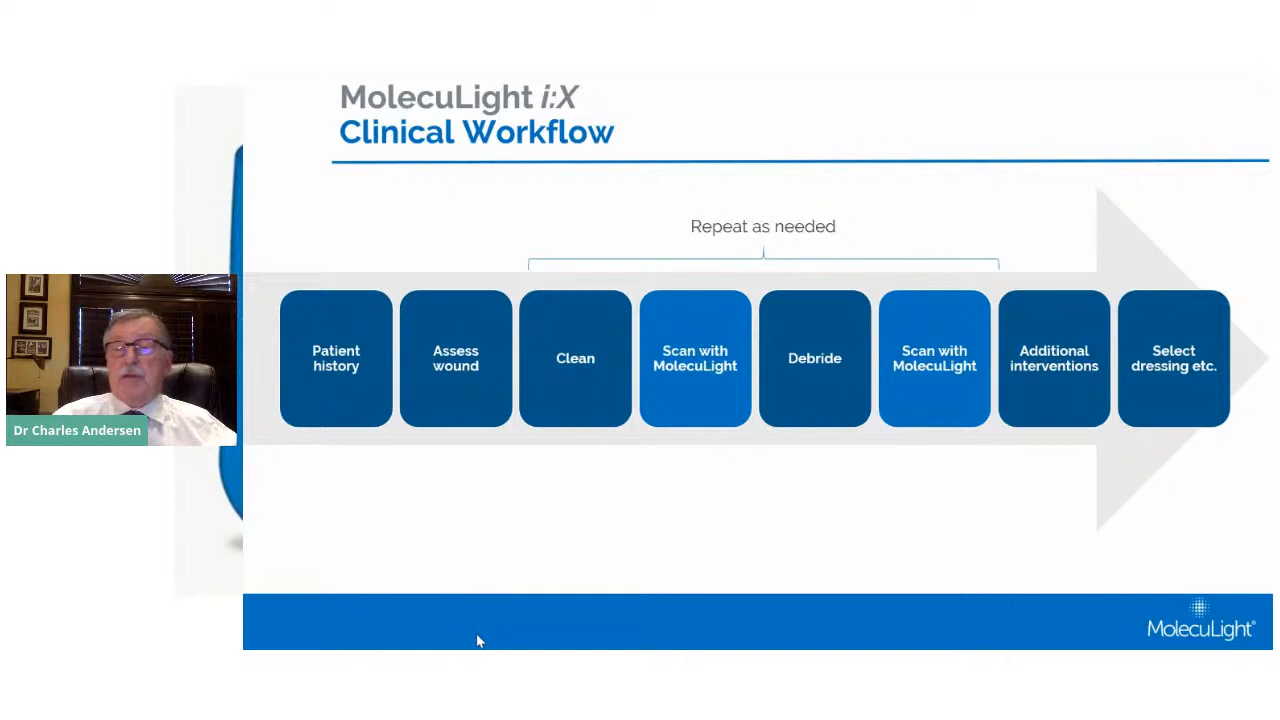 MolecuLight i:X
Clinical Workflow
Repeat as needed
Patient
history
Assess
wound
Clean
Scan with
MolecuLight
Debride
Scan with
MolecuLight
Additional
interventions
Select
dressing etc.
Dr Charles Andersen
MolecuLight®